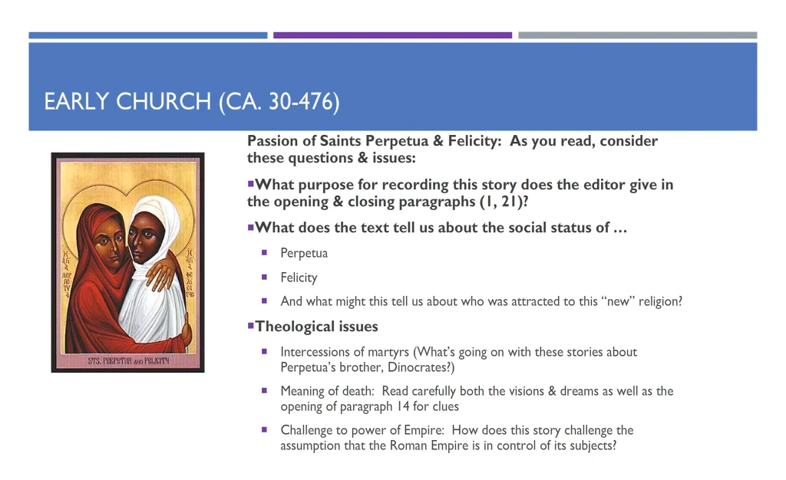 EARLY CHURCH (CA. 30-476)
Passion of Saints Perpetua & Felicity:  As you read, consider
these questions & issues:
▪What purpose for recording this story does the editor give in
the opening & closing paragraphs (1, 21)?
▪What does the text tell us about the social status of …
▪ Perpetua
▪ Felicity
▪ And what might this tell us about who was attracted to this “new” religion?
▪Theological issues
▪ Intercessions of martyrs (What’s going on with these stories about
Perpetua’s brother, Dinocrates?)
▪ Meaning of death:  Read carefully both the visions & dreams as well as the
opening of paragraph 14 for clues
▪ Challenge to power of Empire:  How does this story challenge the
assumption that the Roman Empire is in control of its subjects?
STS. PERPETUA AND FELICITY